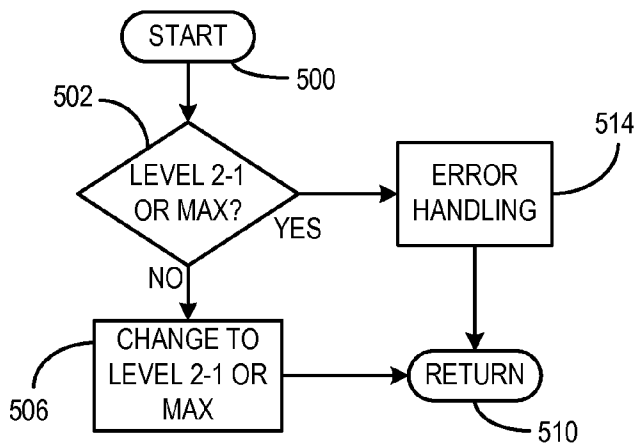 START
500
502
LEVEL 2-1
OR MAX?
YES
514
ERROR
HANDLING
NO
CHANGE TO
LEVEL 2-1 OR
MAX
506
RETURN
510